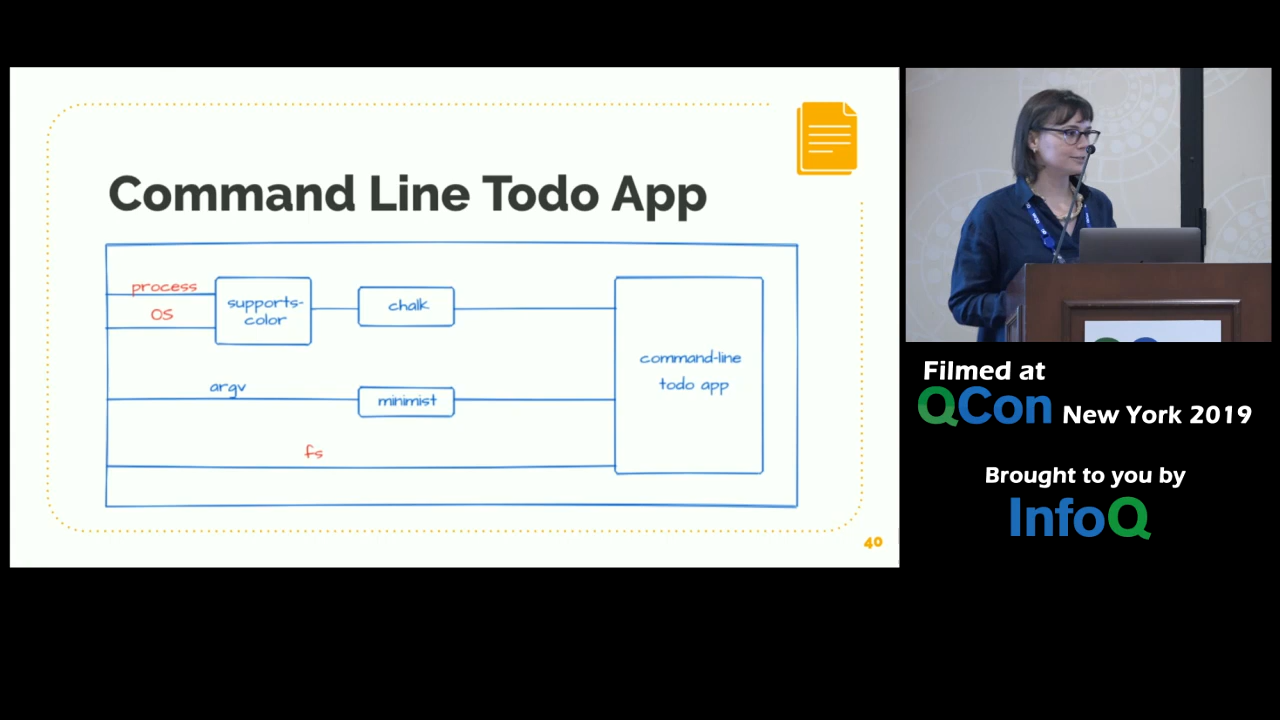 Command Line Todo App
process
OS
supports-
color
chalk
argv
minimist
fs
command-line
todo app
40
Filmed at
QCon New York 2019
Brought to you by
InfoQ